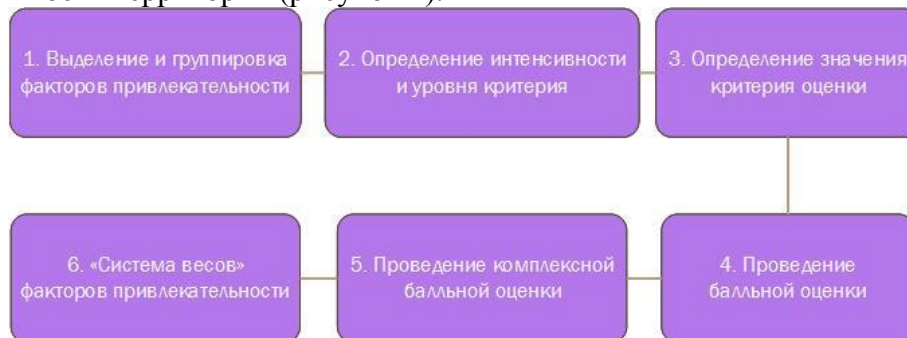 1. Выделение и группировка
факторов привлекательности
2. Определение интенсивности
и уровня критерия
3. Определение значения
критерия оценки
4. Проведение
балльной оценки
5. Проведение комплексной
балльной оценки
6. «Система весов»
факторов привлекательности